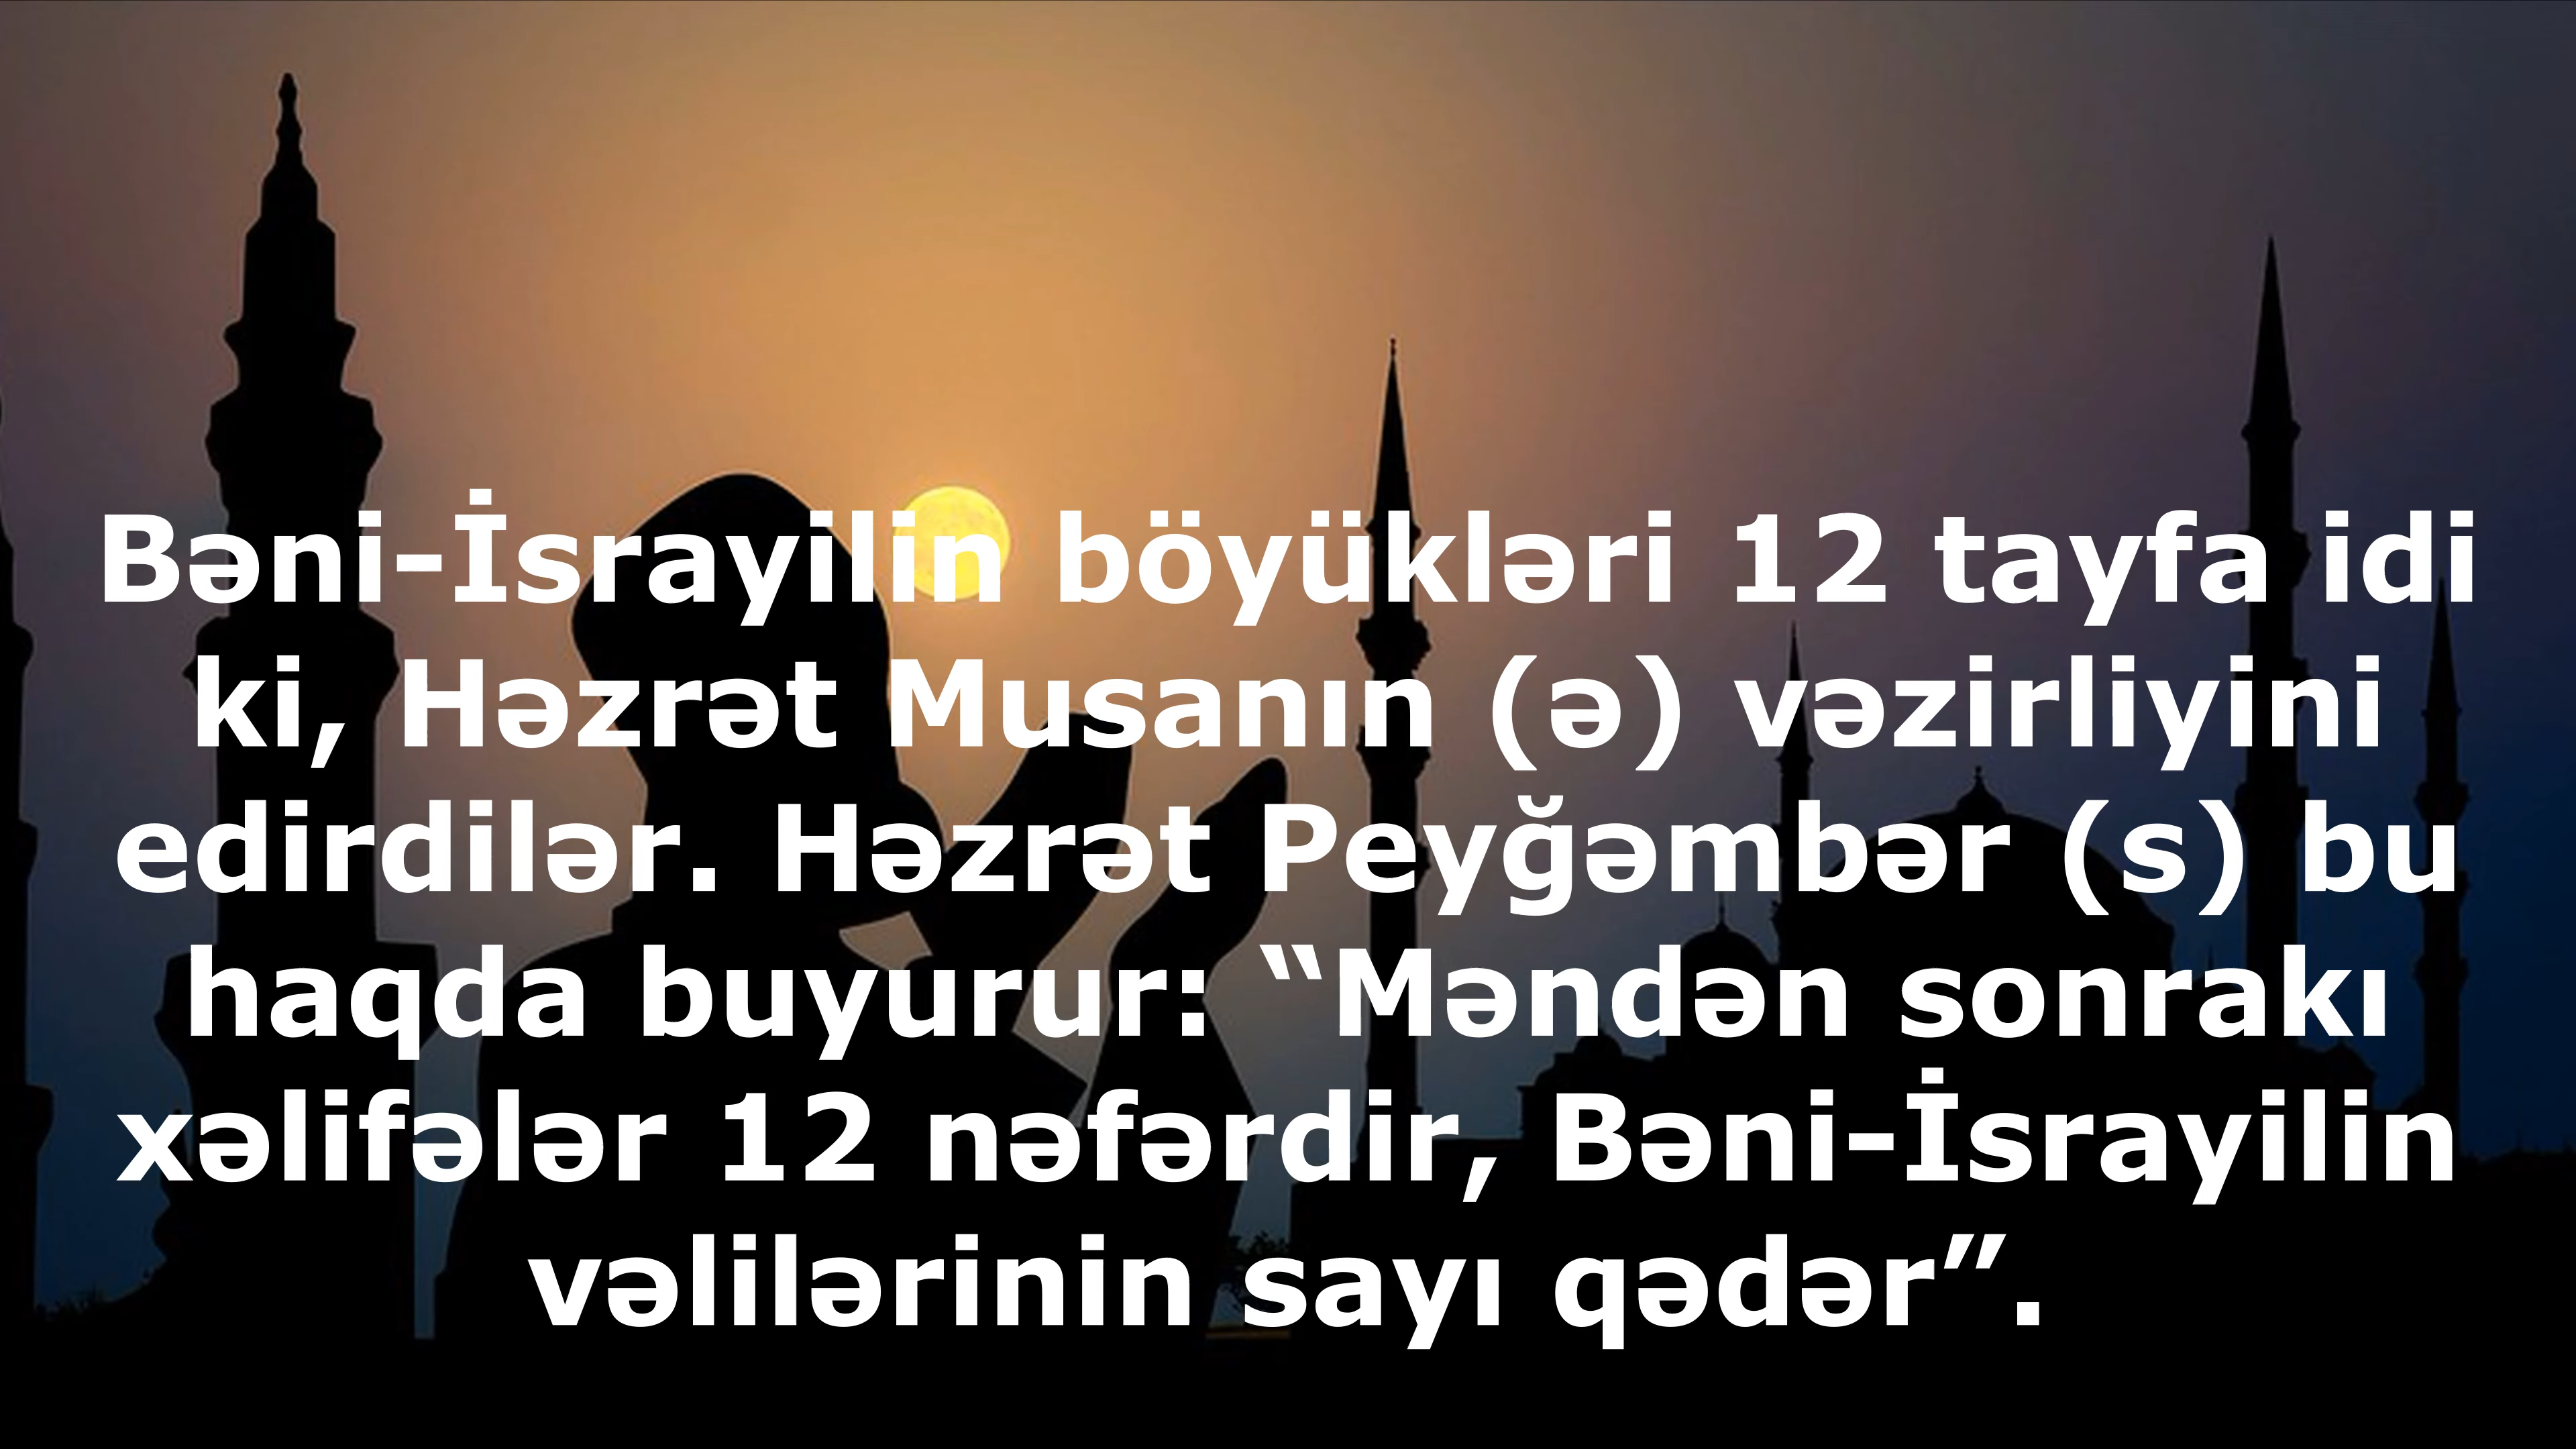 Bəni-İsrayilin böyükləri 12 tayfa idi
ki, Həzrət Musanın (ə) vəzirliyini
edirdilər. Həzrət Peyğəmbər (s) bu
haqda buyurur: “Məndən sonrakı
xəlifələr 12 nəfərdir, Bəni-İsrayilin
vəlilərinin sayı qədər”.